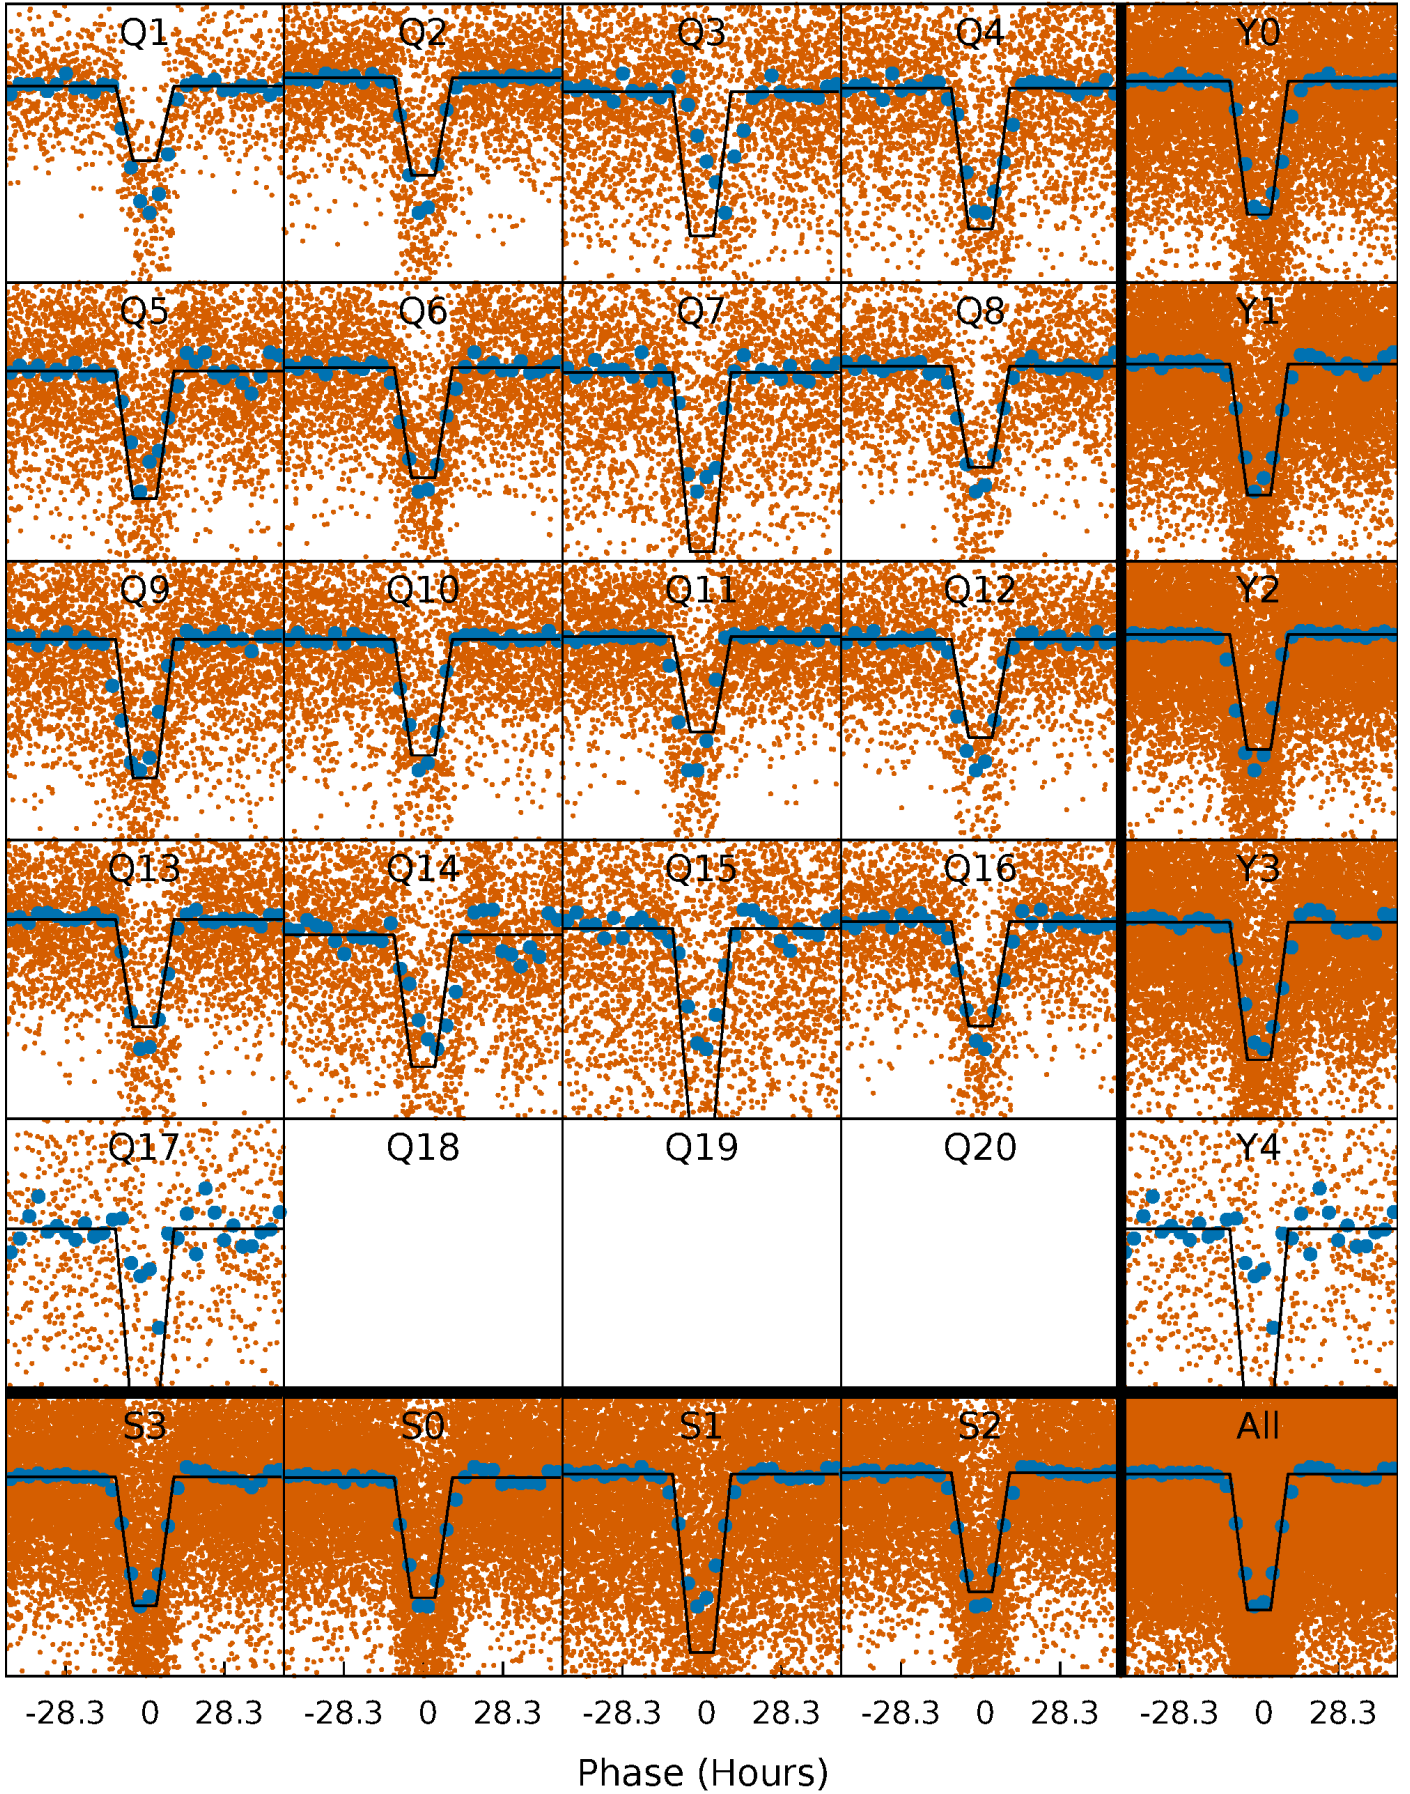 Q1 Q2 Q3 Q4 Y0
Q5 Q6 Q7 Q8 Y1
Q9 Q10 Q11 Q12 Y2
Q13 Q14 Q15 Q16 Y3
Q17 Q18 Q19 Q20 Y4
S3 S0 S1 S2 All
-28.3 0 28.3 -28.3 0 28.3 -28.3 0 28.3 -28.3 0 28.3 -28.3 0 28.3
Phase (Hours)